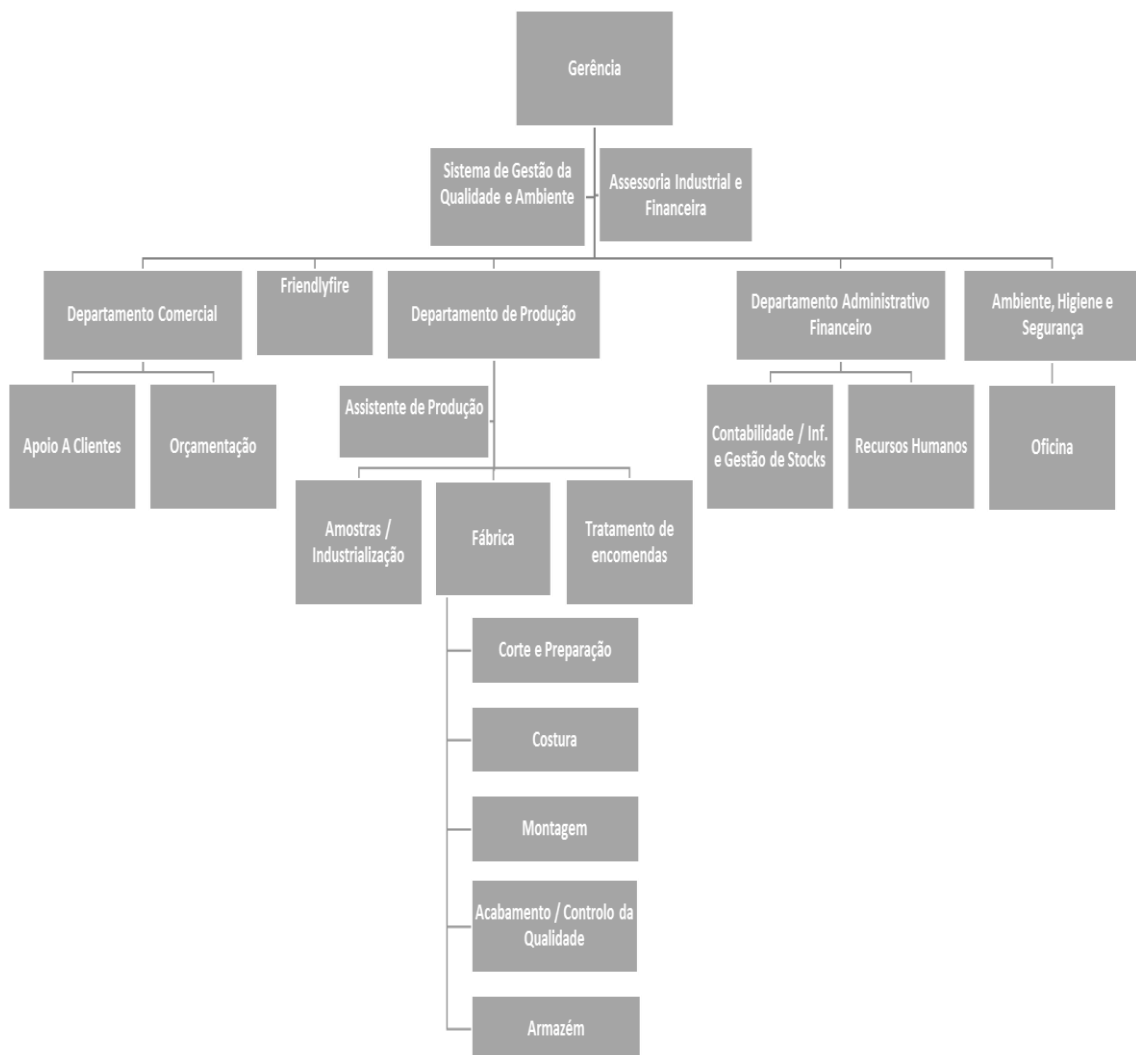 Gerência
Sistema de Gestão da
Qualidade e Ambiente
Assessoria Industrial e
Financeira
Departamento Comercial
Friendlyfire
Departamento de Produção
Departamento Administrativo
Financeiro
Ambiente, Higiene e
Segurança
Apoio A Clientes
Orçamentação
Assistente de Produção
Contabilidade / Inf.
e Gestão de Stocks
Recursos Humanos
Oficina
Amostras /
Industrialização
Fábrica
Tratamento de
encomendas
Corte e Preparação
Costura
Montagem
Acabamento / Controlo da
Qualidade
Armazém